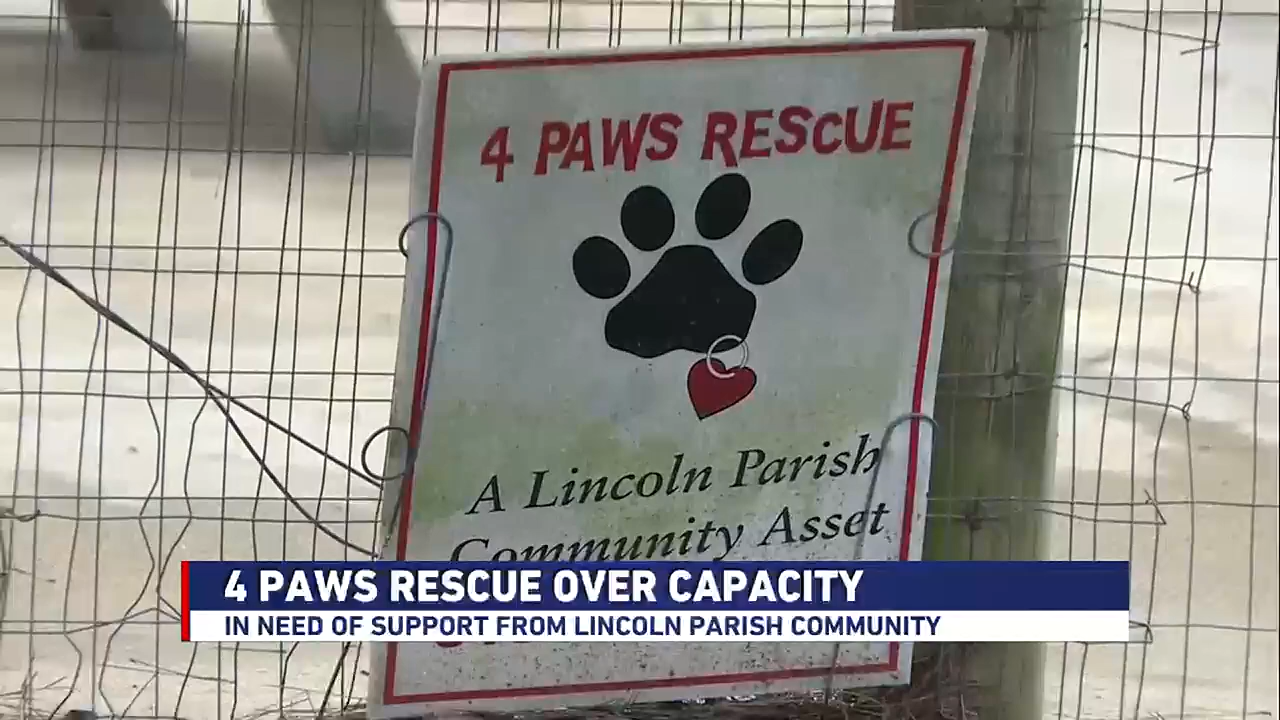 4 PAWS RESCUE
A Lincoln Parish
Community Asset
4 PAWS RESCUE OVER CAPACITY
IN NEED OF SUPPORT FROM LINCOLN PARISH COMMUNITY